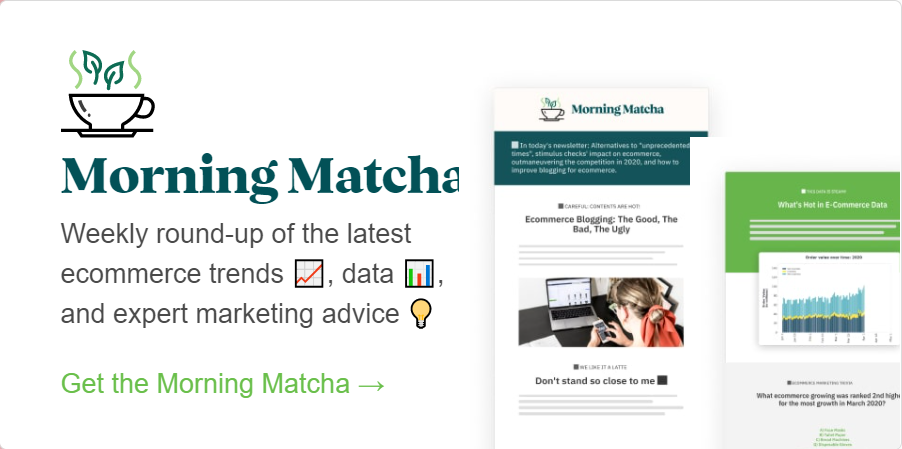 Morning Matcha
Weekly round-up of the latest
ecommerce trends 📈, data 📊,
and expert marketing advice 💡
Get the Morning Matcha →
Morning Matcha
In today's newsletter: Alternatives to "unprecedented
times", stimulus checks' impact on ecommerce,
outmaneuvering the competition in 2020, and how to
improve blogging for ecommerce.
CAREFUL: CONTENTS ARE HOT!
Ecommerce Blogging: The Good, The
Bad, The Ugly
WE LIKE IT A LATTE
Don't stand so close to me
What's Hot in E-Commerce Data
Order value over time: 2020
ECOMMERCE MARKETING TRIVIA
What ecommerce growing was ranked 2nd highe
for the most growth in March 2020?